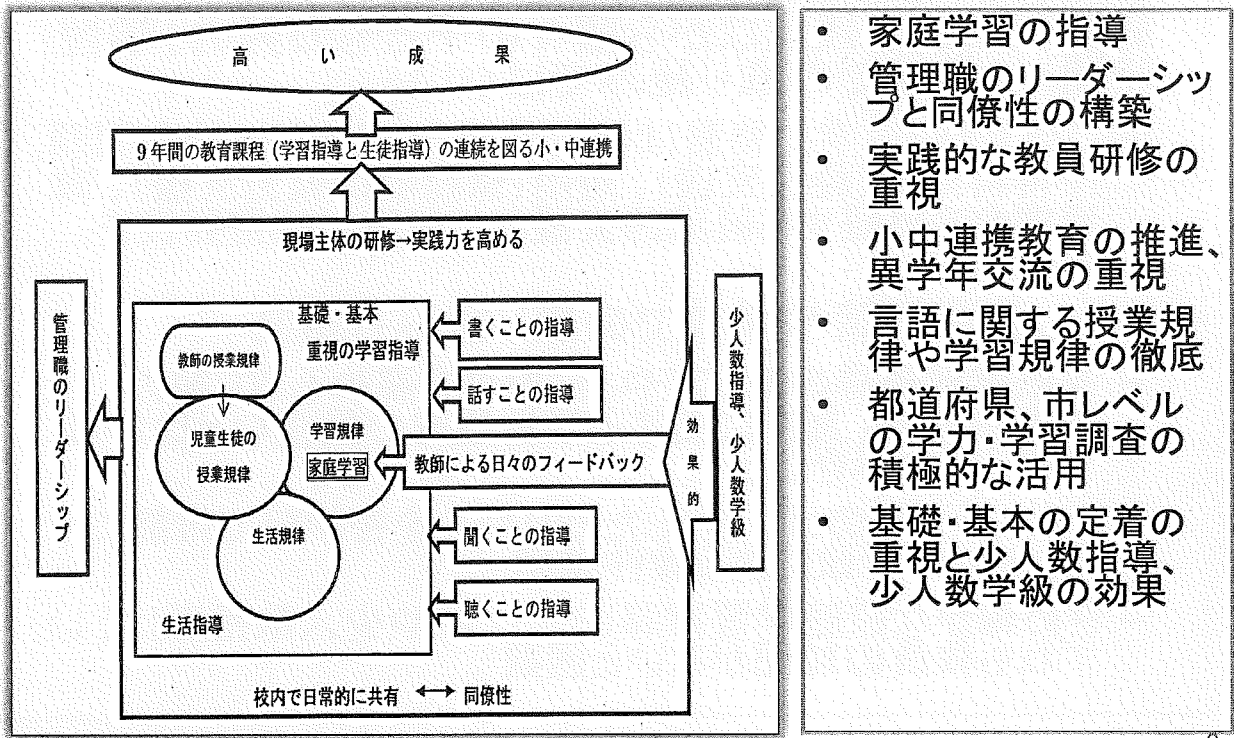 高い成果
9年間の教育課程(学習指導と生徒指導)の連続を図る小・中連携
現場主体の研修→実践力を高める
管理職のリーダーシップ
基礎・基本
重視の学習指導
教師の授業規律
児童生徒の
授業規律
学習規律
家庭学習
生活規律
生活指導
書くことの指導
話すことの指導
教師による日々のフィードバック
聞くことの指導
聴くことの指導
効果的
少人数指導、少人数学級
校内で日常的に共有 ⟷ 同僚性
• 家庭学習の指導
• 管理職のリーダーシッ
プと同僚性の構築
• 実践的な教員研修の
重視
• 小中連携教育の推進、
異学年交流の重視
• 言語に関する授業規
律や学習規律の徹底
• 都道府県、市レベル
の学力・学習調査の
積極的な活用
• 基礎・基本の定着の
重視と少人数指導、
少人数学級の効果